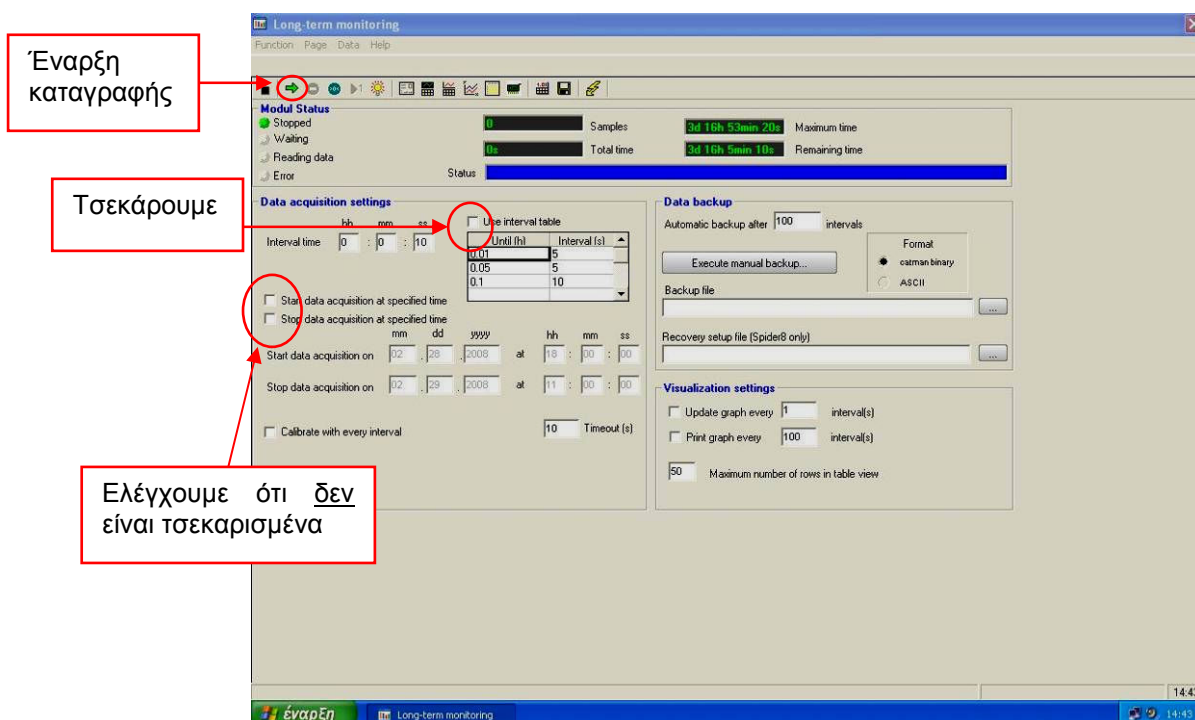 Long-term monitoring
Function Page Data Help
Έναρξη
καταγραφής
Modul Status
Stopped
Waiting
Reading data
Error
0 Samples
0s Total time
3d 16h 53min 20s Maximum time
3d 16h 5min 10s Remaining time
Status
Τσεκάρουμε
Data acquisition settings
hh mm ss
Interval time 0 : 0 : 10
Use interval table
Until (h) Interval (s)
0.01 5
0.05 5
0.1 10
Start data acquisition at specified time
Stop data acquisition at specified time
mm dd yyyy hh mm ss
Start data acquisition on 02 . 28 . 2008 at 18 : 00 : 00
Stop data acquisition on 02 . 29 . 2008 at 11 : 00 : 00
Calibrate with every interval
10 Timeout (s)
Data backup
Automatic backup after 100 intervals
Execute manual backup...
Format
catman binary
ASCII
Backup file
...
Recovery setup file (Spider8 only)
...
Visualization settings
Update graph every 1 interval(s)
Print graph every 100 interval(s)
50 Maximum number of rows in table view
Ελέγχουμε ότι δεν
είναι τσεκαρισμένα
έναρξη
Long-term monitoring
14:43